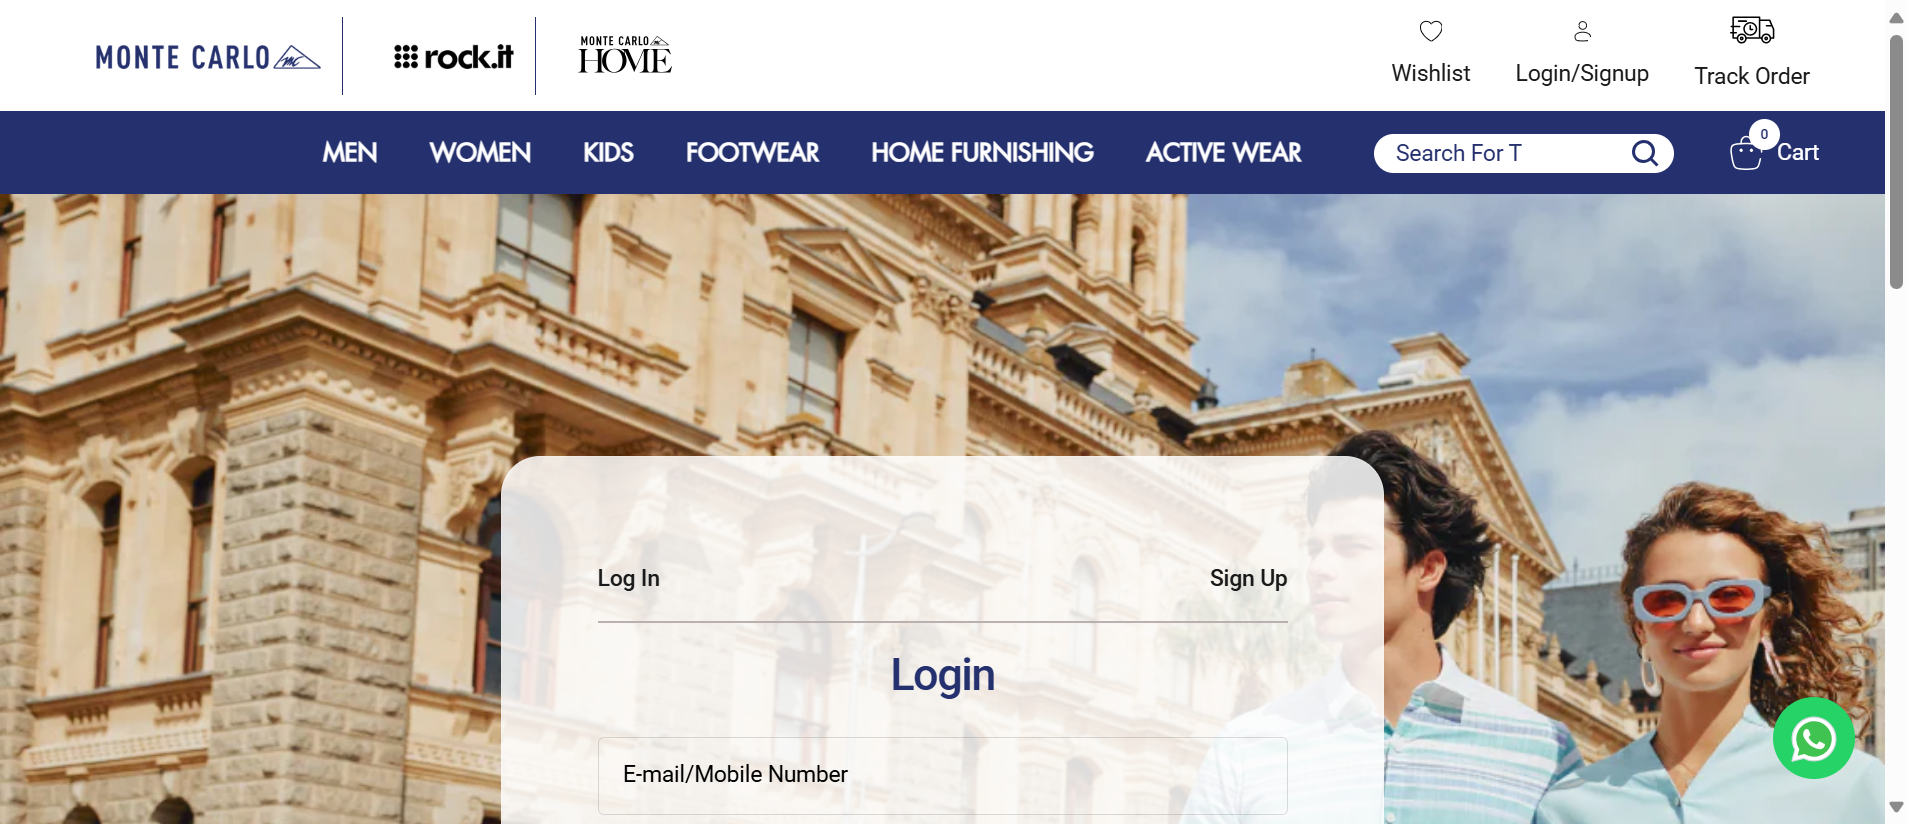 MONTE CARLO
rock.it
MONTE CARLO
HOME
Wishlist
Login/Signup
Track Order
MEN
WOMEN
KIDS
FOOTWEAR
HOME FURNISHING
ACTIVE WEAR
Search For T
0
Cart
Log In
Sign Up
Login
E-mail/Mobile Number